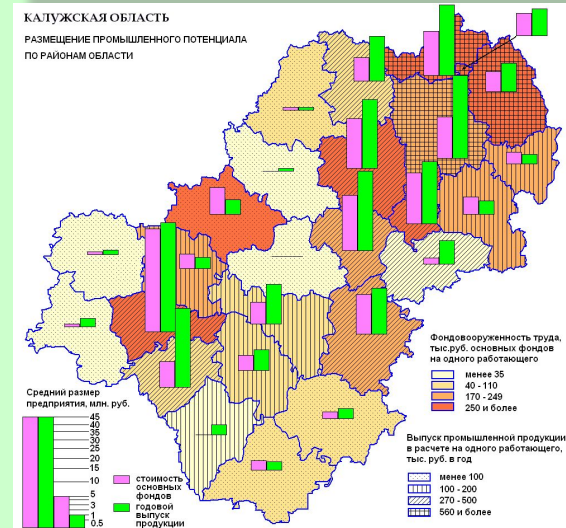 КАЛУЖСКАЯ ОБЛАСТЬ
РАЗМЕЩЕНИЕ ПРОМЫШЛЕННОГО ПОТЕНЦИАЛА
ПО РАЙОНАМ ОБЛАСТИ
Фондовооруженность труда,
тыс.руб. основных фондов
на одного работающего
менее 35
40 - 110
170 - 249
250 и более
Средний размер
предприятия, млн. руб.
45
40
35
30
25
20
15
10
5
3
1
0.5
стоимость
основных
фондов
годовой
выпуск
продукции
Выпуск промышленной продукции
в расчете на одного работающего,
тыс. руб. в год
менее 100
100 - 200
270 - 500
560 и более